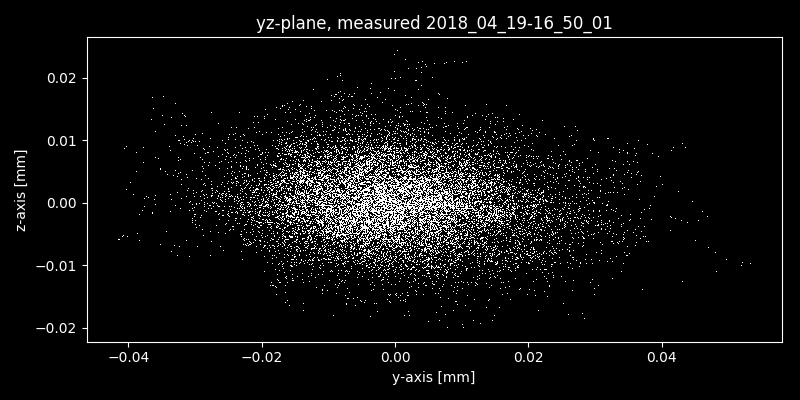 yz-plane, measured 2018_04_19-16_50_01
z-axis [mm]
0.02
0.01
0.00
−0.01
−0.02
−0.04 −0.02 0.00 0.02 0.04
y-axis [mm]